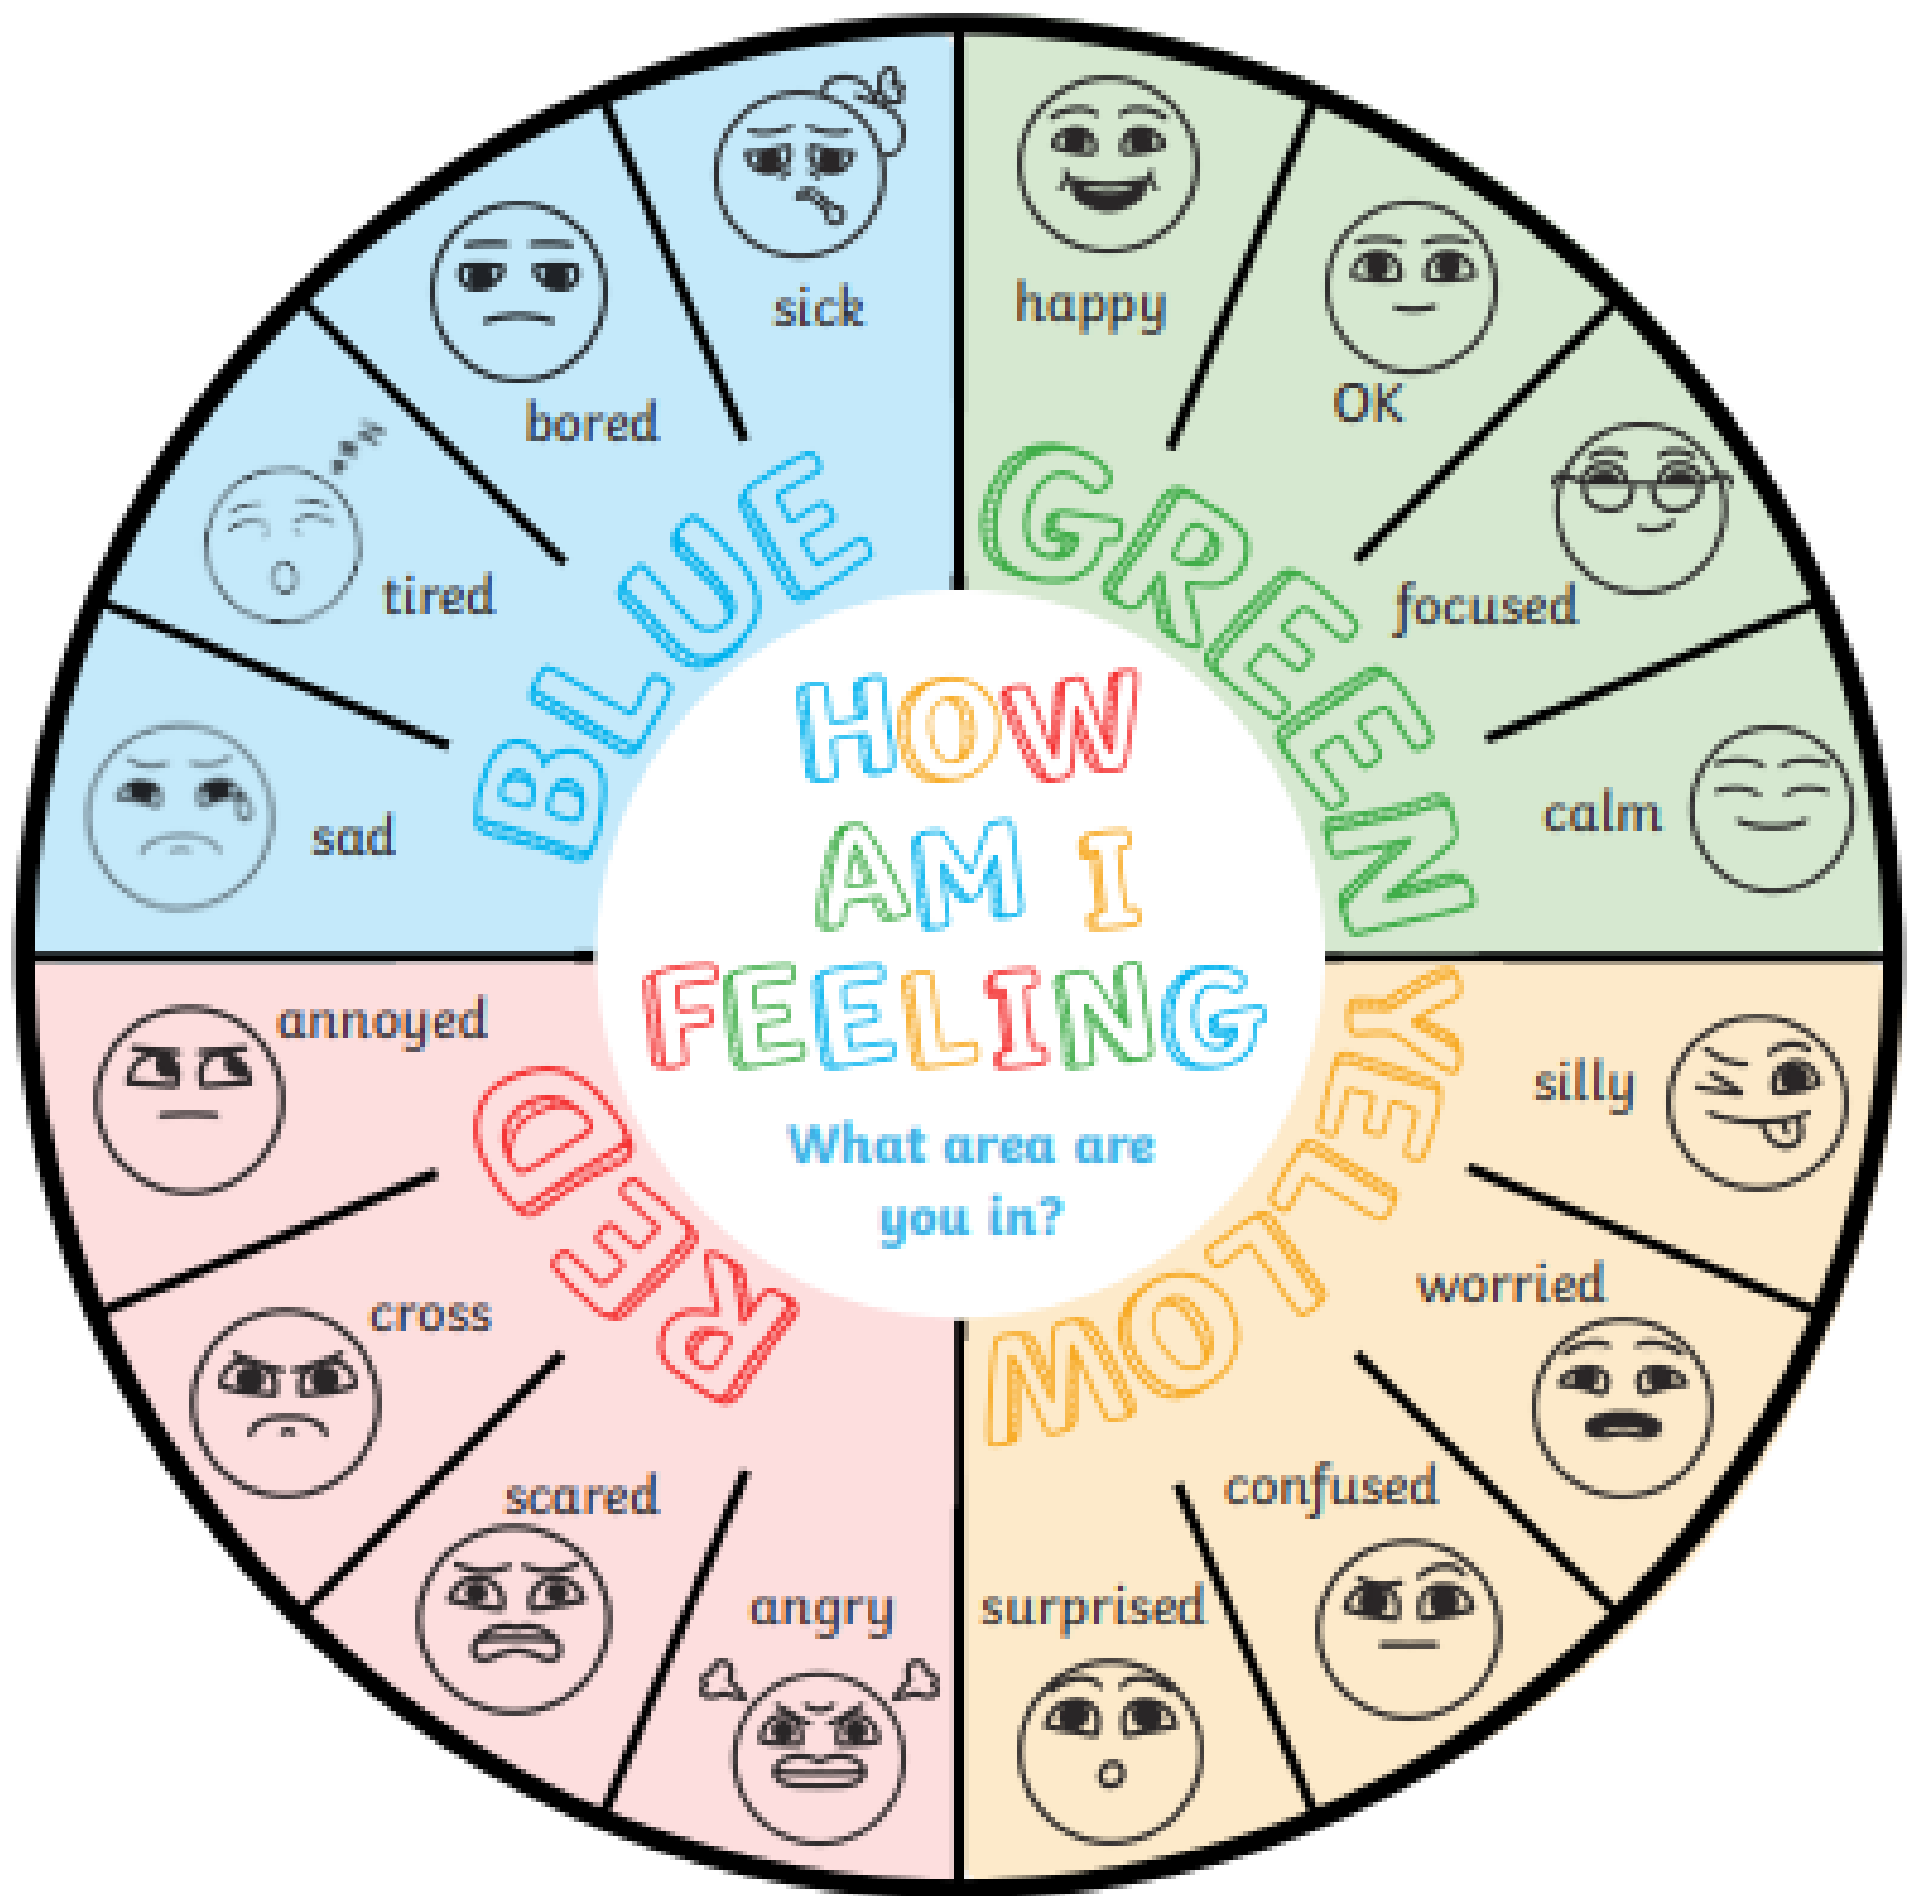 sick
happy
bored
OK
tired
focused
sad
calm
BLUE
GREEN
HOW
AM I
FEELING
What area are
you in?
annoyed
silly
cross
worried
scared
confused
angry
surprised
RED
YELLOW